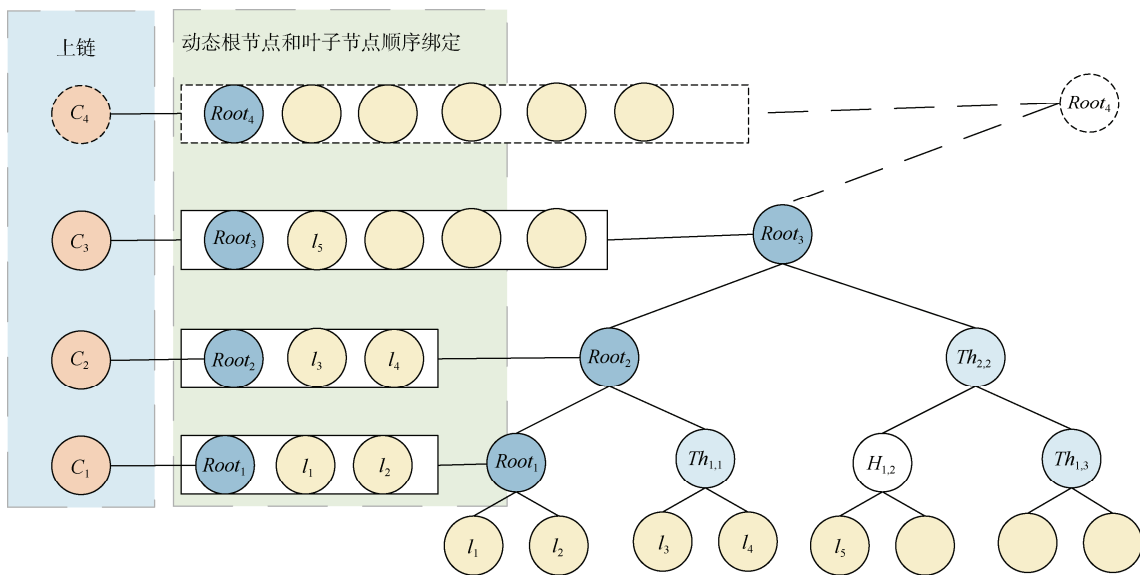 上链
动态根节点和叶子节点顺序绑定
C₄
Root₄
Root₄
C₃
Root₃
l₅
Root₃
C₂
Root₂
l₃
l₄
Root₂
Th₂,₂
C₁
Root₁
l₁
l₂
Root₁
Th₁,₁
H₁,₂
Th₁,₃
l₁
l₂
l₃
l₄
l₅